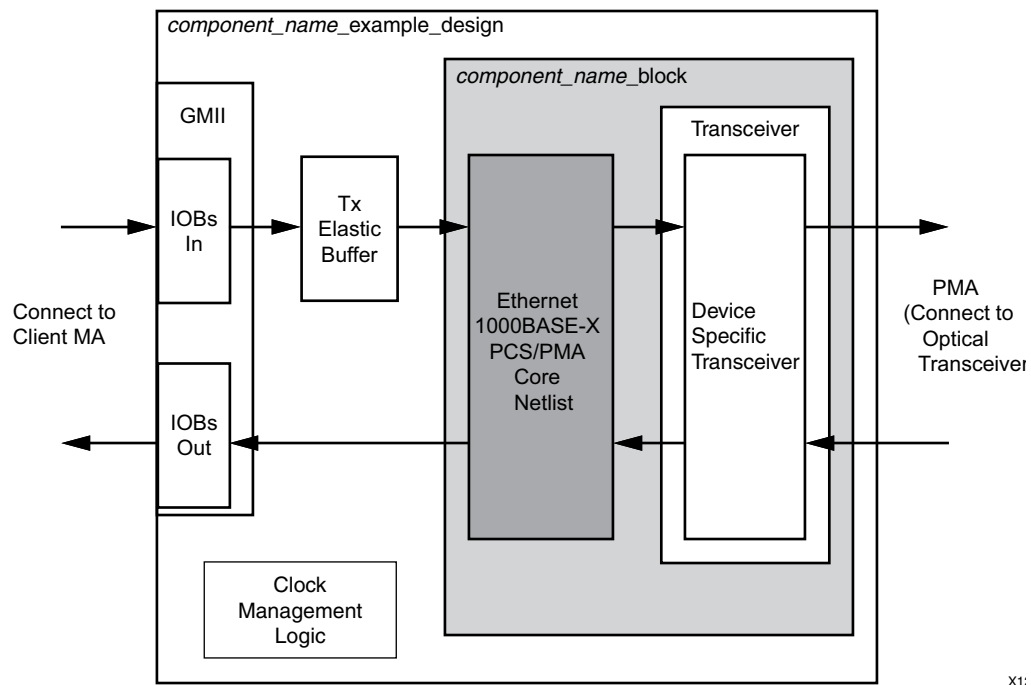 component_name_example_design
component_name_block
GMII
Transceiver
IOBs
In
Tx
Elastic
Buffer
Connect to
Client MA
Ethernet
1000BASE-X
PCS/PMA
Core
Netlist
Device
Specific
Transceiver
PMA
(Connect to
Optical
Transceiver
IOBs
Out
Clock
Management
Logic